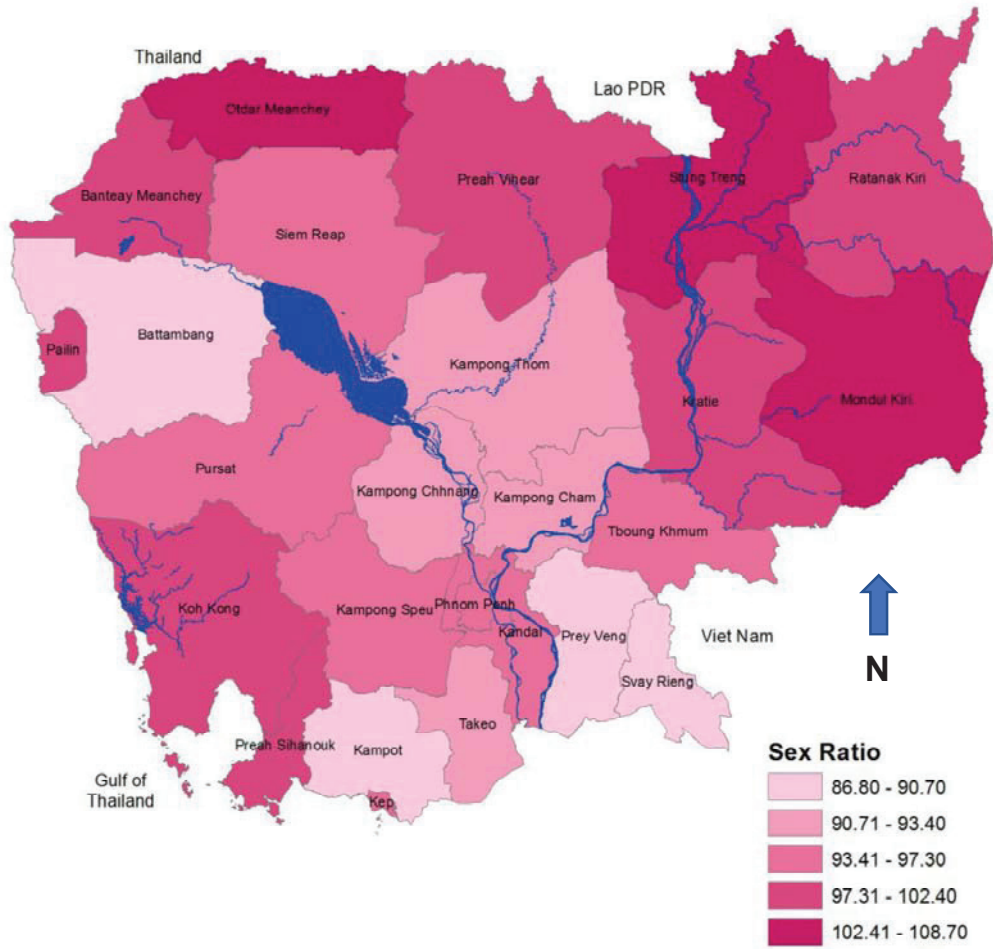 Thailand
Lao PDR
Otdar Meanchey
Stung Treng
Preah Vihear
Ratanak Kiri
Banteay Meanchey
Siem Reap
Battambang
Pailin
Kampong Thom
Kratie
Mondul Kiri
Pursat
Kampong Chhnang
Kampong Cham
Tboung Khmum
Koh Kong
Kampong Speu
Phnom Penh
Kandal
Prey Veng
Viet Nam
N
Svay Rieng
Takeo
Preah Sihanouk
Kampot
Gulf of
Thailand
Kep
Sex Ratio
86.80 - 90.70
90.71 - 93.40
93.41 - 97.30
97.31 - 102.40
102.41 - 108.70